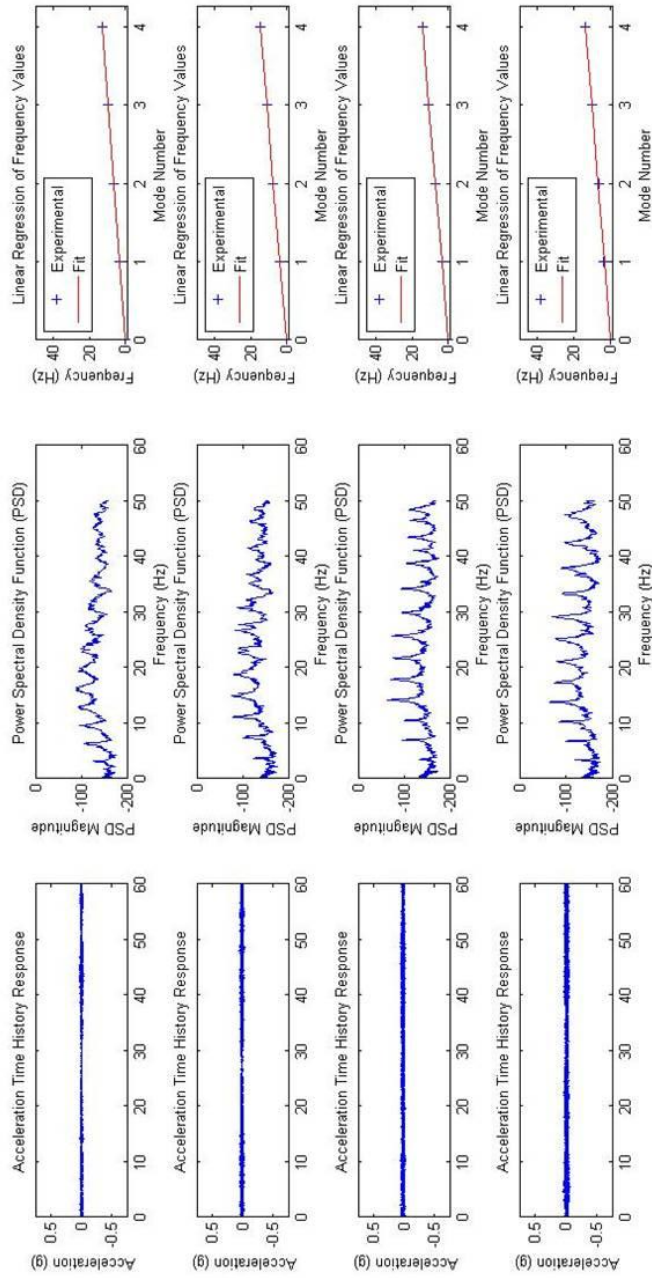 Acceleration Time History Response
Acceleration (g)
0.5
0
-0.5
0 10 20 30 40 50 60
Power Spectral Density Function (PSD)
PSD Magnitude
0
-100
-200
0 10 20 30 40 50 60
Frequency (Hz)
Linear Regression of Frequency Values
Frequency (Hz)
40
20
0
Experimental
Fit
0 1 2 3 4
Mode Number
Acceleration Time History Response
Acceleration (g)
0.5
0
-0.5
0 10 20 30 40 50 60
Power Spectral Density Function (PSD)
PSD Magnitude
0
-100
-200
0 10 20 30 40 50 60
Frequency (Hz)
Linear Regression of Frequency Values
Frequency (Hz)
40
20
0
Experimental
Fit
0 1 2 3 4
Mode Number
Acceleration Time History Response
Acceleration (g)
0.5
0
-0.5
0 10 20 30 40 50 60
Power Spectral Density Function (PSD)
PSD Magnitude
0
-100
-200
0 10 20 30 40 50 60
Frequency (Hz)
Linear Regression of Frequency Values
Frequency (Hz)
40
20
0
Experimental
Fit
0 1 2 3 4
Mode Number
Acceleration Time History Response
Acceleration (g)
0.5
0
-0.5
0 10 20 30 40 50 60
Power Spectral Density Function (PSD)
PSD Magnitude
0
-100
-200
0 10 20 30 40 50 60
Frequency (Hz)
Linear Regression of Frequency Values
Frequency (Hz)
40
20
0
Experimental
Fit
0 1 2 3 4
Mode Number